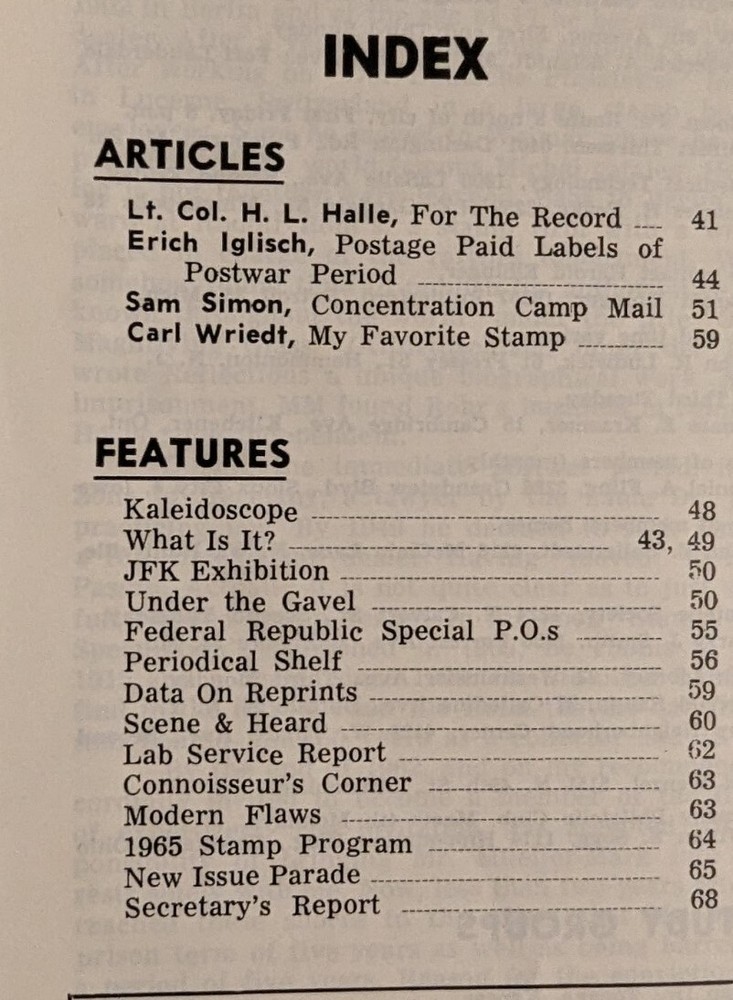 INDEX
ARTICLES
Lt. Col. H. L. Halle, For The Record .... 41
Erich Iglisch, Postage Paid Labels of
Postwar Period .... 44
Sam Simon, Concentration Camp Mail 51
Carl Wriedt, My Favorite Stamp .... 59
FEATURES
Kaleidoscope .... 48
What Is It? .... 43, 49
JFK Exhibition .... 50
Under the Gavel .... 50
Federal Republic Special P.O.s .... 55
Periodical Shelf .... 56
Data On Reprints .... 59
Scene & Heard .... 60
Lab Service Report .... 62
Connoisseur's Corner .... 63
Modern Flaws .... 63
1965 Stamp Program .... 64
New Issue Parade .... 65
Secretary's Report .... 68